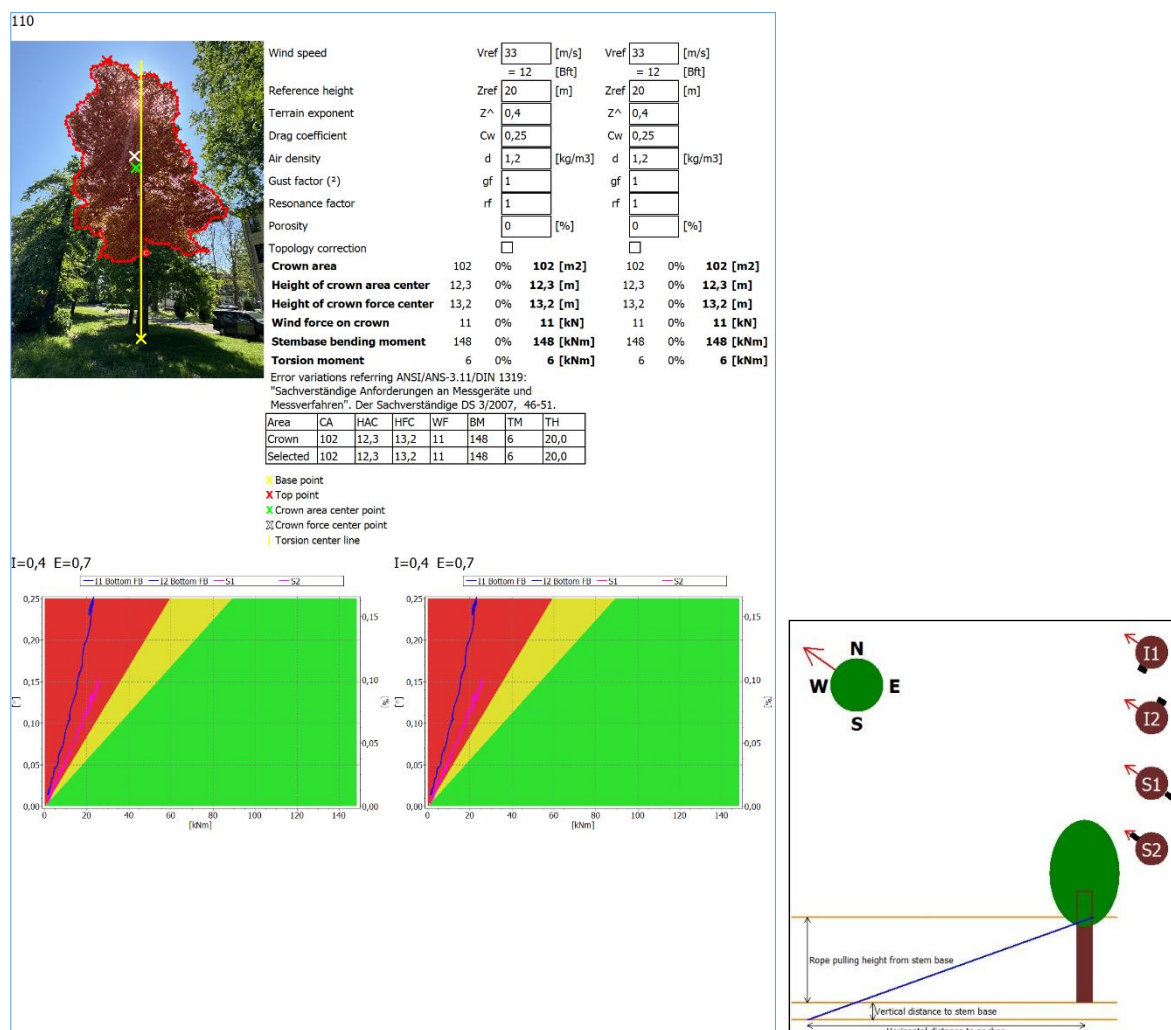 110
Wind speed Vref 33 [m/s] Vref 33 [m/s]
= 12 [Bft] = 12 [Bft]
Reference height Zref 20 [m] Zref 20 [m]
Terrain exponent Z^ 0,4 Z^ 0,4
Drag coefficient Cw 0,25 Cw 0,25
Air density d 1,2 [kg/m3] d 1,2 [kg/m3]
Gust factor (²) gf 1 gf 1
Resonance factor rf 1 rf 1
Porosity 0 [%] 0 [%]
Topology correction
Crown area 102 0% 102 [m2] 102 0% 102 [m2]
Height of crown area center 12,3 0% 12,3 [m] 12,3 0% 12,3 [m]
Height of crown force center 13,2 0% 13,2 [m] 13,2 0% 13,2 [m]
Wind force on crown 11 0% 11 [kN] 11 0% 11 [kN]
Stembase bending moment 148 0% 148 [kNm] 148 0% 148 [kNm]
Torsion moment 6 0% 6 [kNm] 6 0% 6 [kNm]
Error variations referring ANSI/ANS-3.11/DIN 1319:
"Sachverständige Anforderungen an Messgeräte und
Messverfahren". Der Sachverständige DS 3/2007, 46-51.
Area CA HAC HFC WF BM TM TH
Crown 102 12,3 13,2 11 148 6 20,0
Selected 102 12,3 13,2 11 148 6 20,0
X Base point
X Top point
X Crown area center point
X Crown force center point
| Torsion center line
I=0,4 E=0,7
I1 Bottom FB I2 Bottom FB S1 S2
0,25
0,20
0,15
0,10
0,05
0,00
[°]
0,15
0,10
0,05
0,00
[%]
0 20 40 60 80 100 120 140
[kNm]
I=0,4 E=0,7
I1 Bottom FB I2 Bottom FB S1 S2
0,25
0,20
0,15
0,10
0,05
0,00
[°]
0,15
0,10
0,05
0,00
[%]
0 20 40 60 80 100 120 140
[kNm]
N
W E
S
I1
I2
S1
S2
Rope pulling height from stem base
Vertical distance to stem base
Horizontal distance to anchor